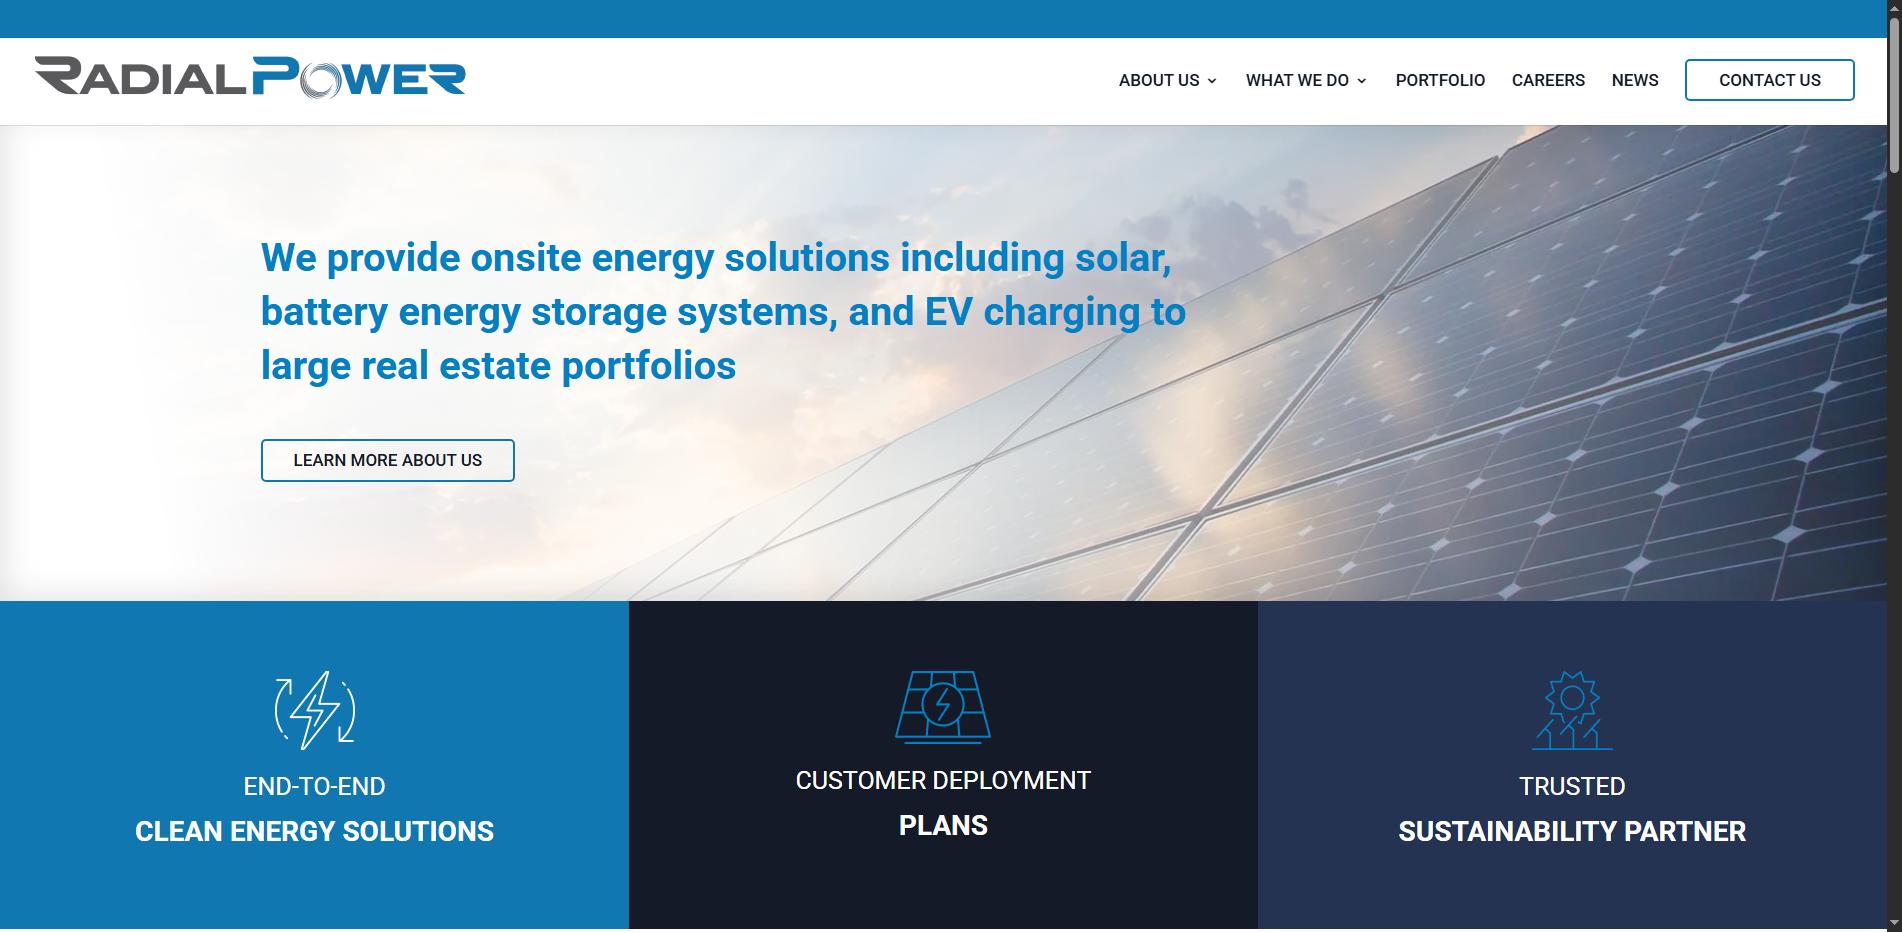 RADIAL POWER
ABOUT US
WHAT WE DO
PORTFOLIO
CAREERS
NEWS
CONTACT US
We provide onsite energy solutions including solar,
battery energy storage systems, and EV charging to
large real estate portfolios
LEARN MORE ABOUT US
END-TO-END
CLEAN ENERGY SOLUTIONS
CUSTOMER DEPLOYMENT
PLANS
TRUSTED
SUSTAINABILITY PARTNER